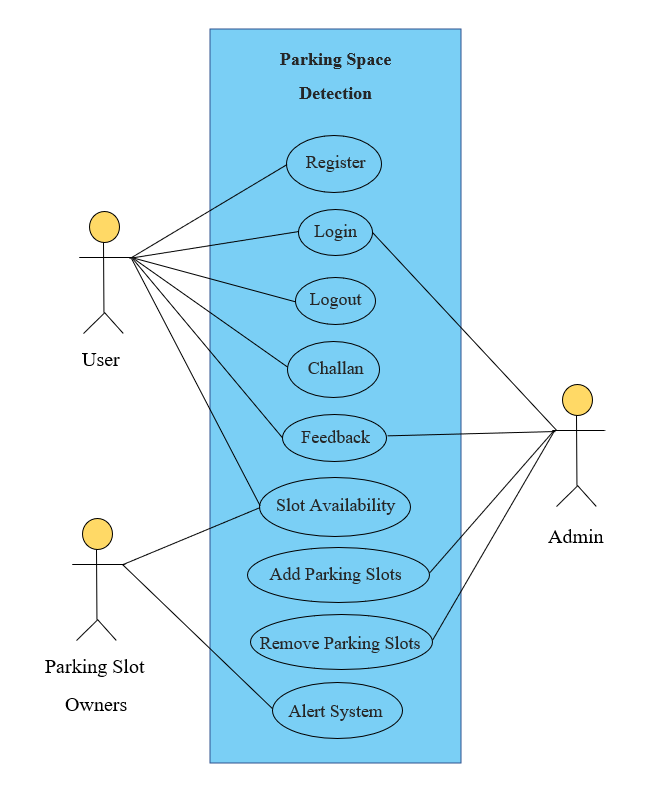 Parking Space
Detection
Register
Login
Logout
Challan
User
Feedback
Slot Availability
Admin
Add Parking Slots
Remove Parking Slots
Parking Slot
Owners
Alert System